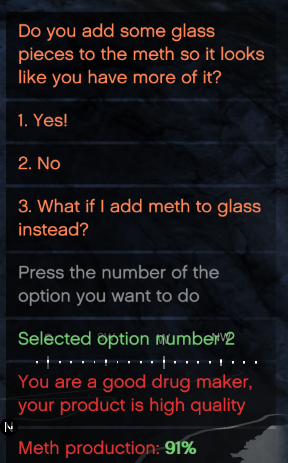 Do you add some glass
pieces to the meth so it looks
like you have more of it?
1. Yes!
2. No
3. What if I add meth to glass
instead?
Press the number of the
option you want to do
Selected option number 2
W NW
You are a good drug maker,
your product is high quality
N
Meth production: 91%